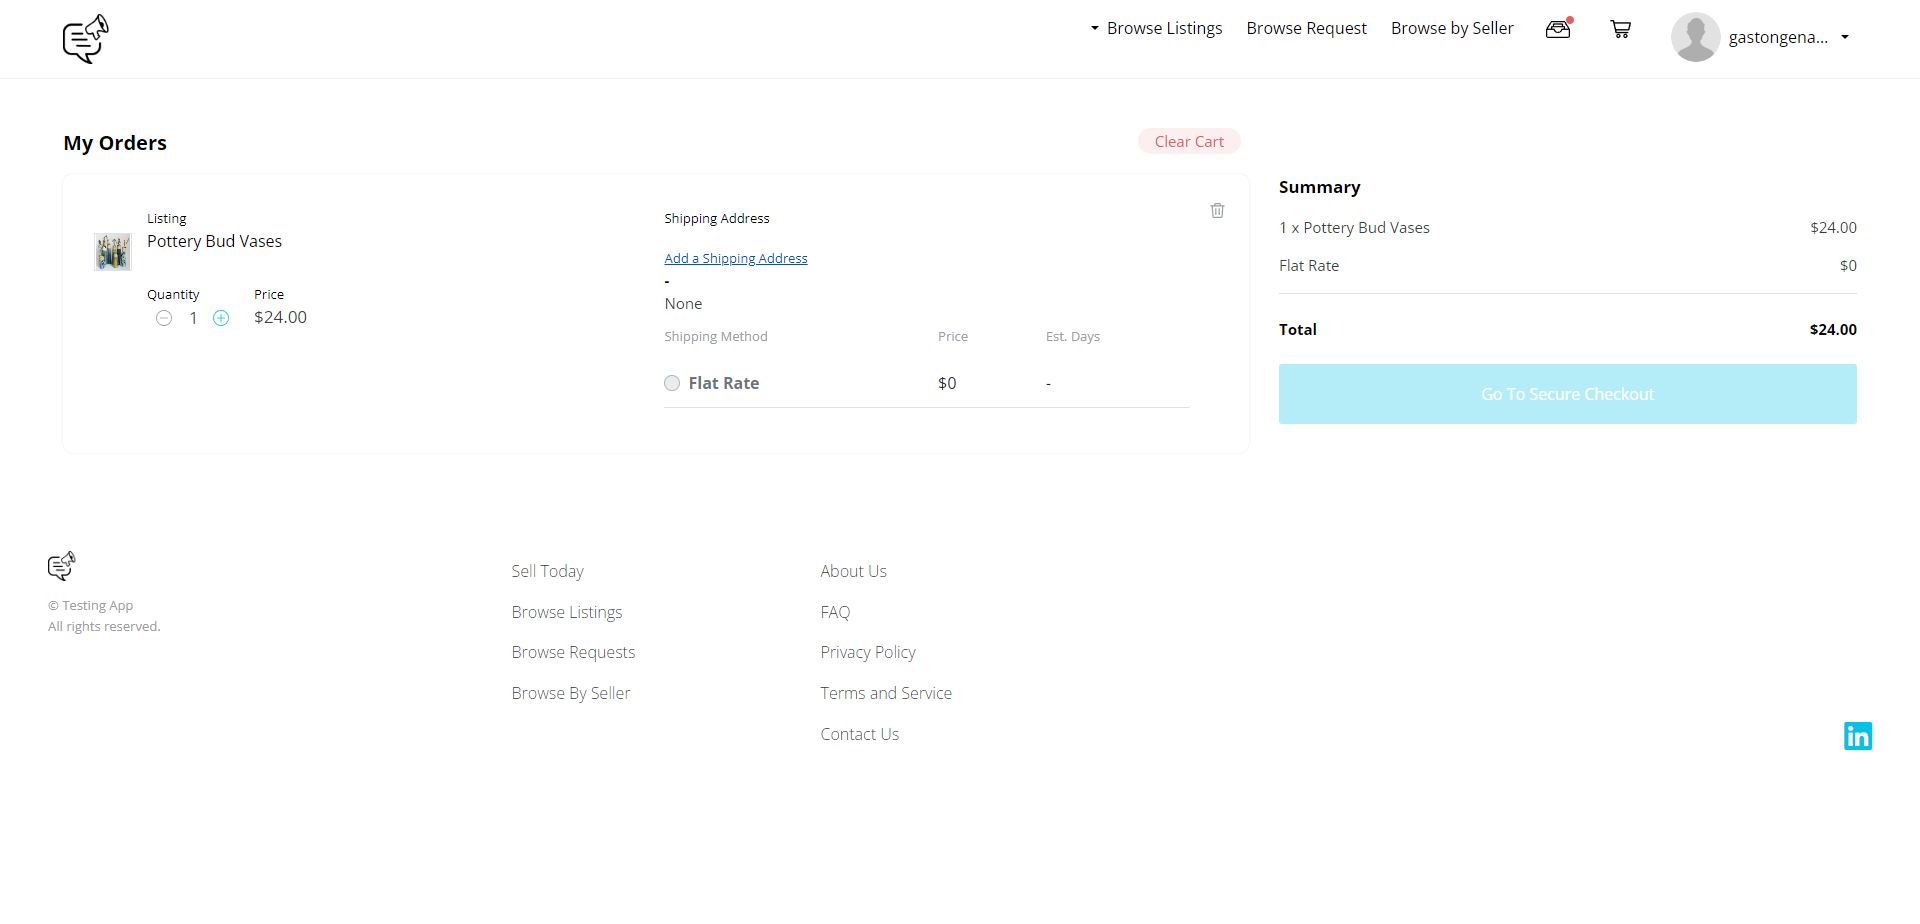 Browse Listings
Browse Request
Browse by Seller
gastongena...
My Orders
Clear Cart
Listing
Pottery Bud Vases
Quantity
Price
1
$24.00
Shipping Address
Add a Shipping Address
-
None
Shipping Method
Price
Est. Days
Flat Rate
$0
-
Summary
1 x Pottery Bud Vases
$24.00
Flat Rate
$0
Total
$24.00
Go To Secure Checkout
© Testing App
All rights reserved.
Sell Today
Browse Listings
Browse Requests
Browse By Seller
About Us
FAQ
Privacy Policy
Terms and Service
Contact Us
in